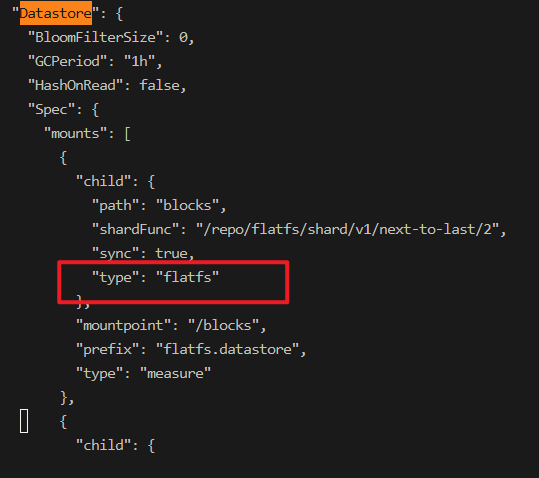 "Datastore": {
"BloomFilterSize": 0,
"GCPeriod": "1h",
"HashOnRead": false,
"Spec": {
"mounts": [
{
"child": {
"path": "blocks",
"shardFunc": "/repo/flatfs/shard/v1/next-to-last/2",
"sync": true,
"type": "flatfs"
},
"mountpoint": "/blocks",
"prefix": "flatfs.datastore",
"type": "measure"
},
{
"child": {